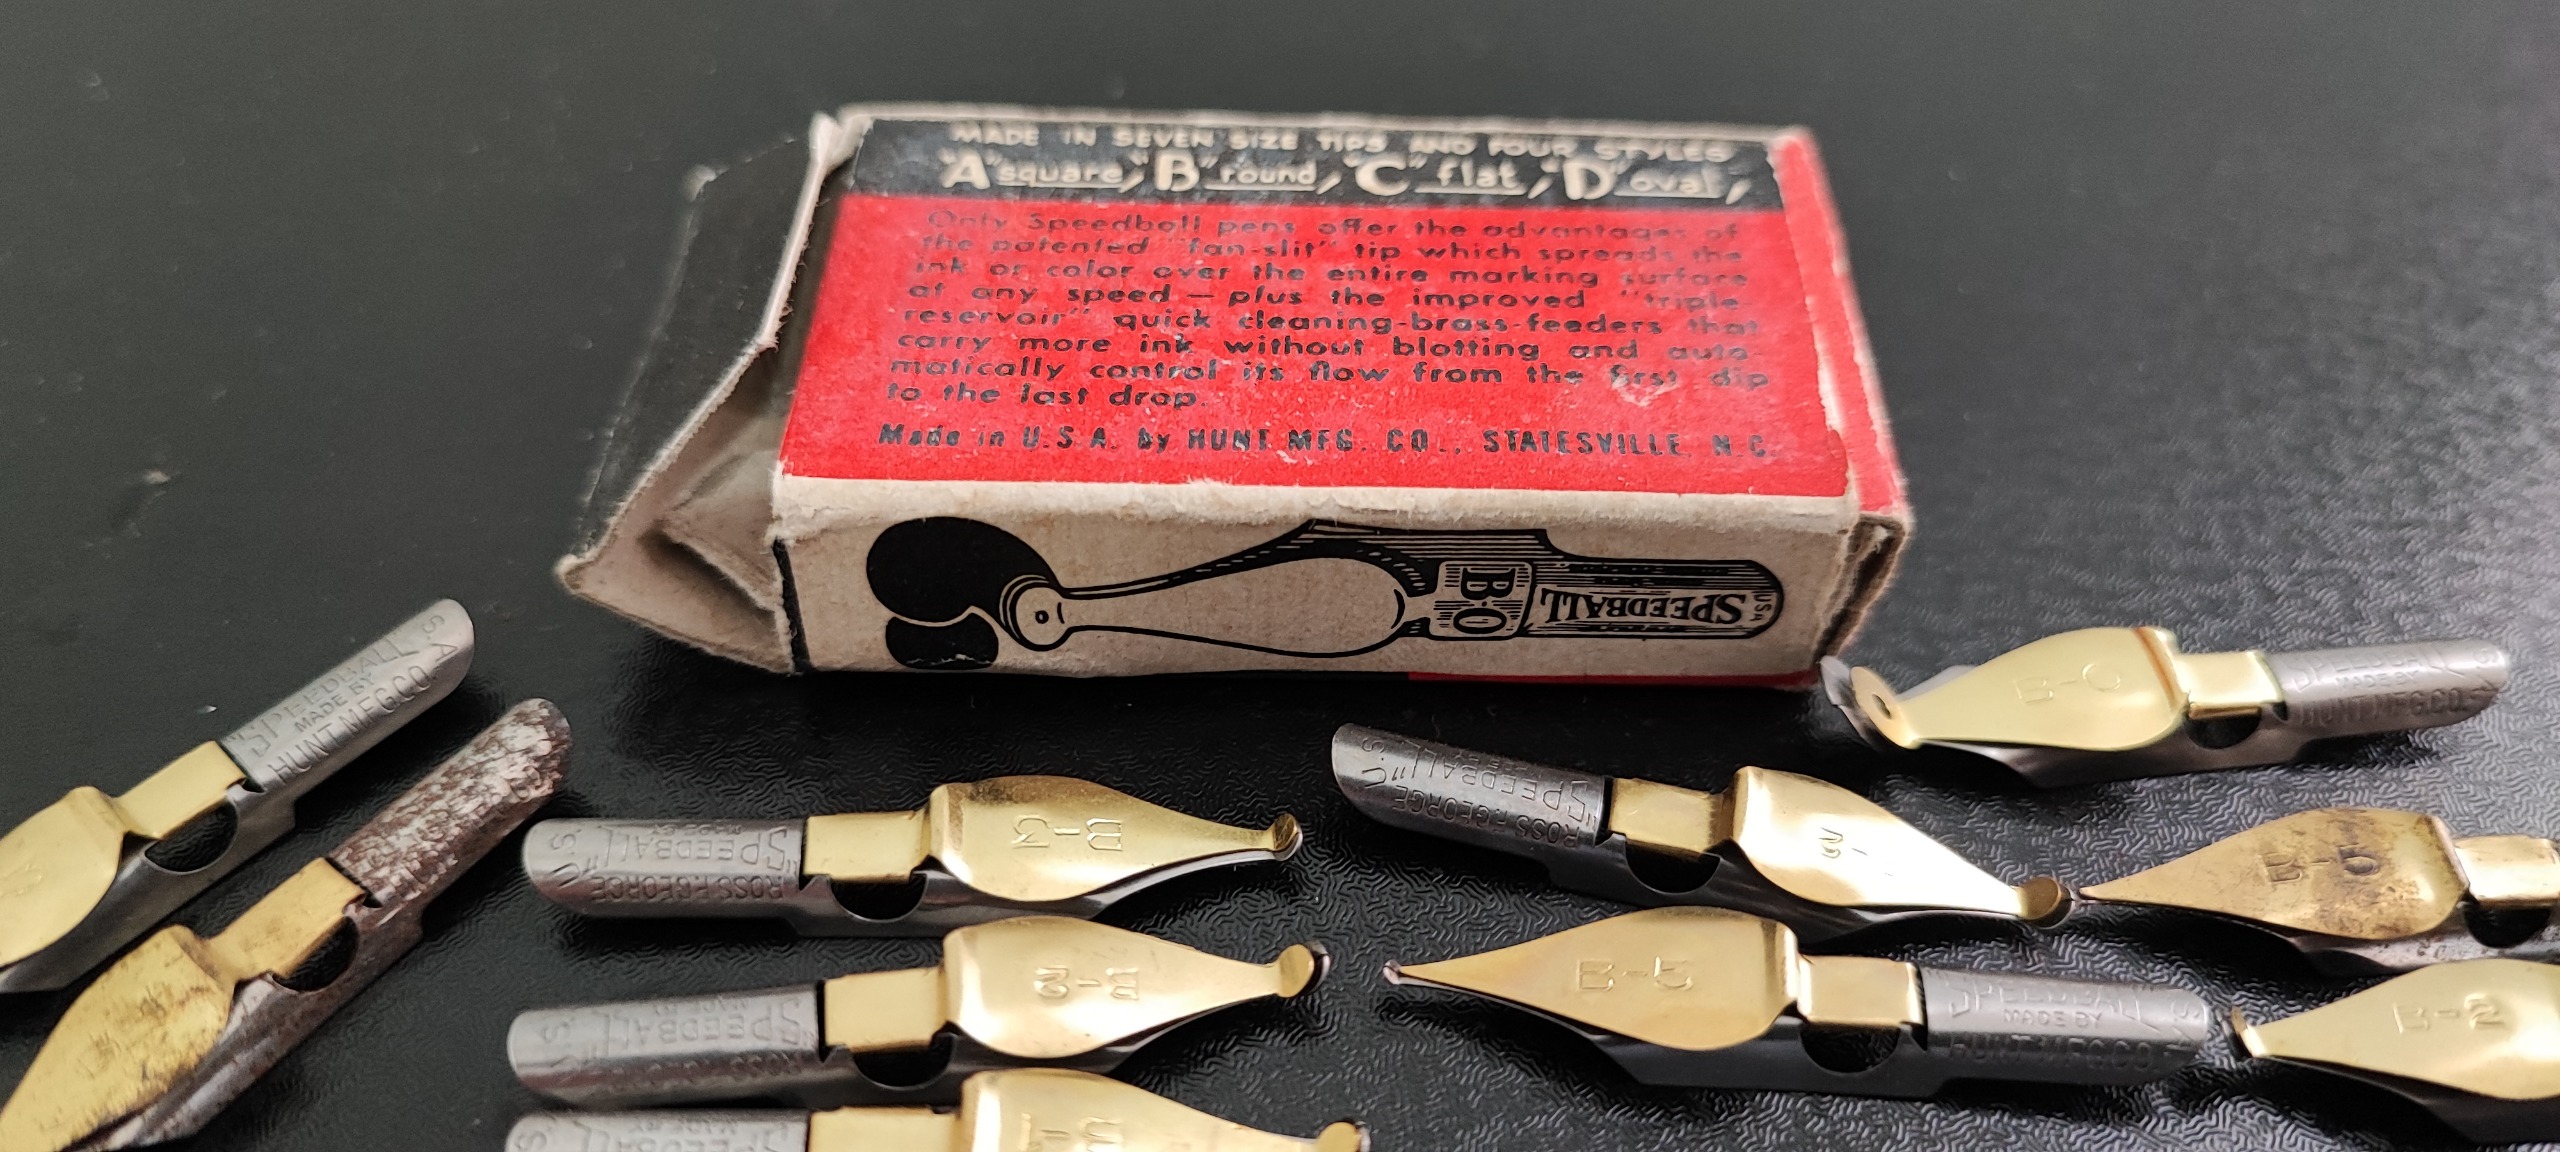 MADE IN SEVEN SIZE TIPS AND FOUR STYLES
"A" square, "B" round, "C" flat, "D" oval,
Only Speedball pens offer the advantages of
the patented "fan-slit" tip which spreads the
ink or color over the entire marking surface
at any speed — plus the improved "triple
reservoir" quick cleaning-brass-feeders that
carry more ink without blotting and auto-
matically control its flow from the first dip
to the last drop.
Made in U.S.A. by HUNT MFG. CO., STATESVILLE, N.C.
B-0
SPEEDBALL
USA
SPEEDBALL
MADE BY
HUNT MFG.CO.
B-3
ROSS F. GEORGE
SPEEDBALL
U.S.
B-2
SPEEDBALL
ROSS F. GEORGE
SPEEDBALL
U.S.
B-0
SPEEDBALL
MADE BY
HUNT MFG.CO.
B-5
B-5
SPEEDBALL
MADE BY
HUNT MFG.CO.
B-2
SPEEDBALL